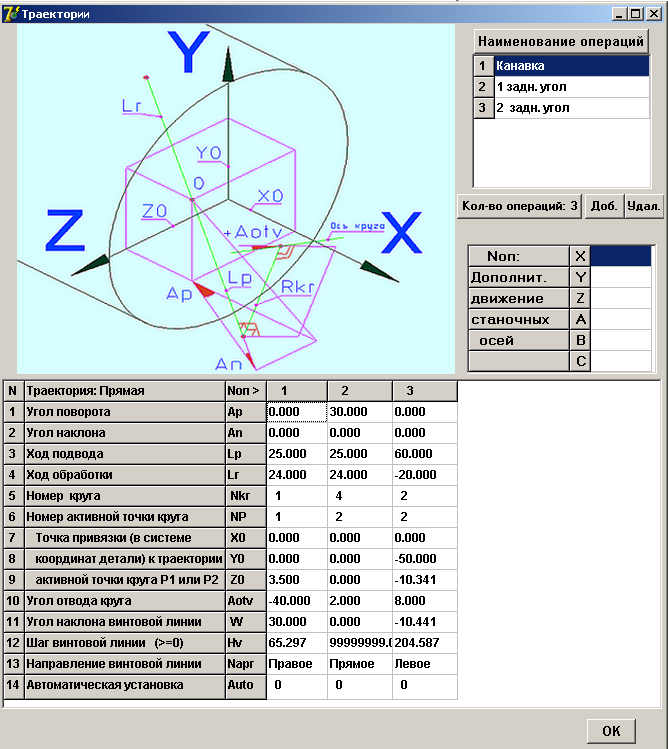 Траектории
Наименование операций
1 Канавка
2 1 задн. угол
3 2 задн. угол
Кол-во операций: 3 Доб. Удал.
Nоп: X
Дополнит. Y
движение Z
станочных A
осей B
C
Y
Lr
Y0
0
X0
Z0
Z
+Aotv
Ось круга
X
Ap
Lp
Rkr
An
N Траектория: Прямая Nоп > 1 2 3
1 Угол поворота Ap 0.000 30.000 0.000
2 Угол наклона An 0.000 0.000 0.000
3 Ход подвода Lp 25.000 25.000 60.000
4 Ход обработки Lr 24.000 24.000 -20.000
5 Номер круга Nkr 1 4 2
6 Номер активной точки круга NP 1 2 2
7 Точка привязки (в системе X0 0.000 0.000 0.000
8 координат детали) к траектории Y0 0.000 0.000 -50.000
9 активной точки круга P1 или P2 Z0 3.500 0.000 -10.341
10 Угол отвода круга Aotv -40.000 2.000 8.000
11 Угол наклона винтовой линии W 30.000 0.000 -10.441
12 Шаг винтовой линии (>=0) Hv 65.297 99999999.0 204.587
13 Направление винтовой линии Napr Правое Прямое Левое
14 Автоматическая установка Auto 0 0 0
OK